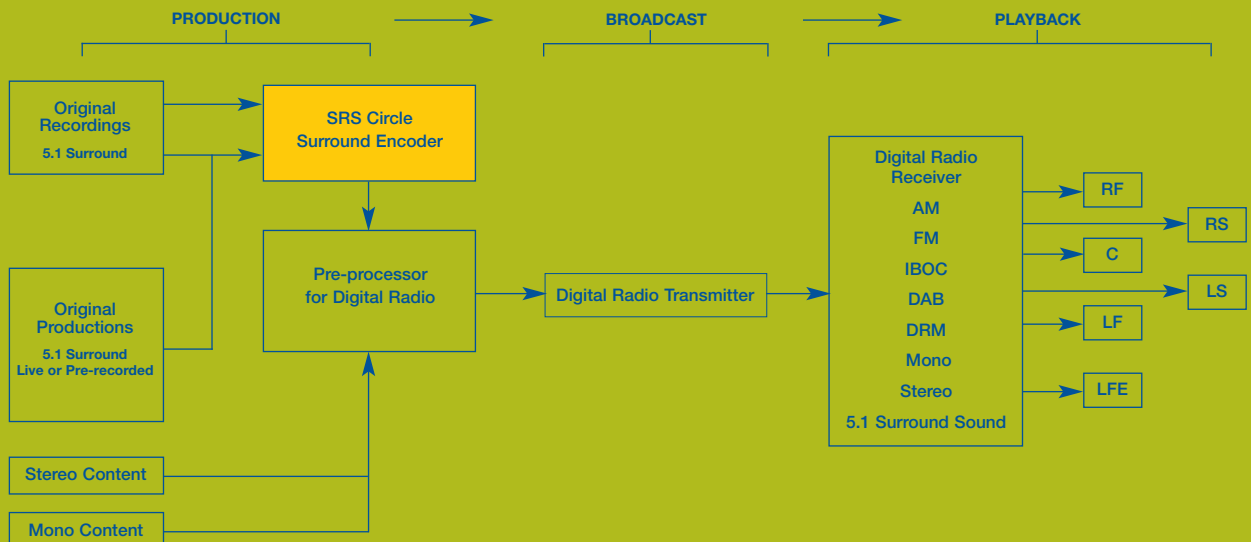 PRODUCTION
BROADCAST
PLAYBACK
Original
Recordings
5.1 Surround
SRS Circle
Surround Encoder
Original
Productions
5.1 Surround
Live or Pre-recorded
Pre-processor
for Digital Radio
Stereo Content
Mono Content
Digital Radio Transmitter
Digital Radio
Receiver
AM
FM
IBOC
DAB
DRM
Mono
Stereo
5.1 Surround Sound
RF
RS
C
LS
LF
LFE